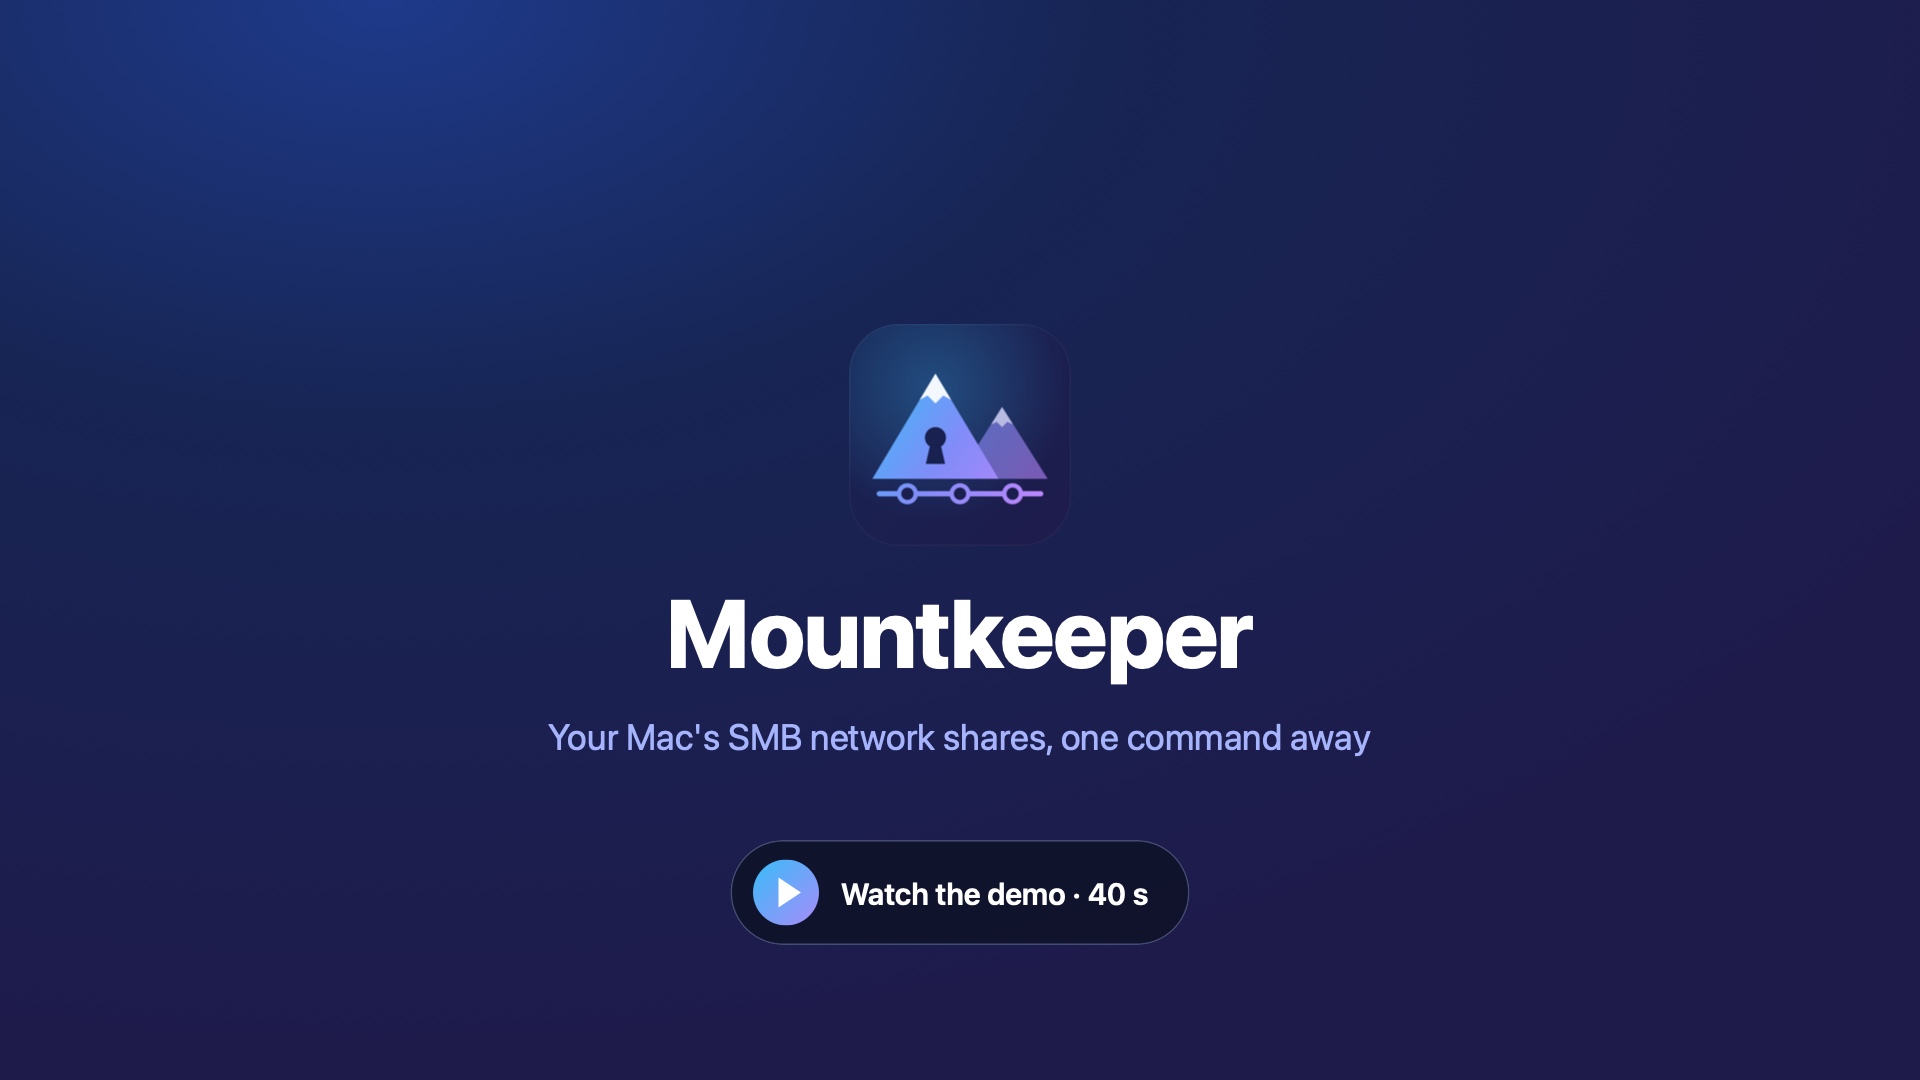 Mountkeeper
Your Mac's SMB network shares, one command away
Watch the demo · 40 s